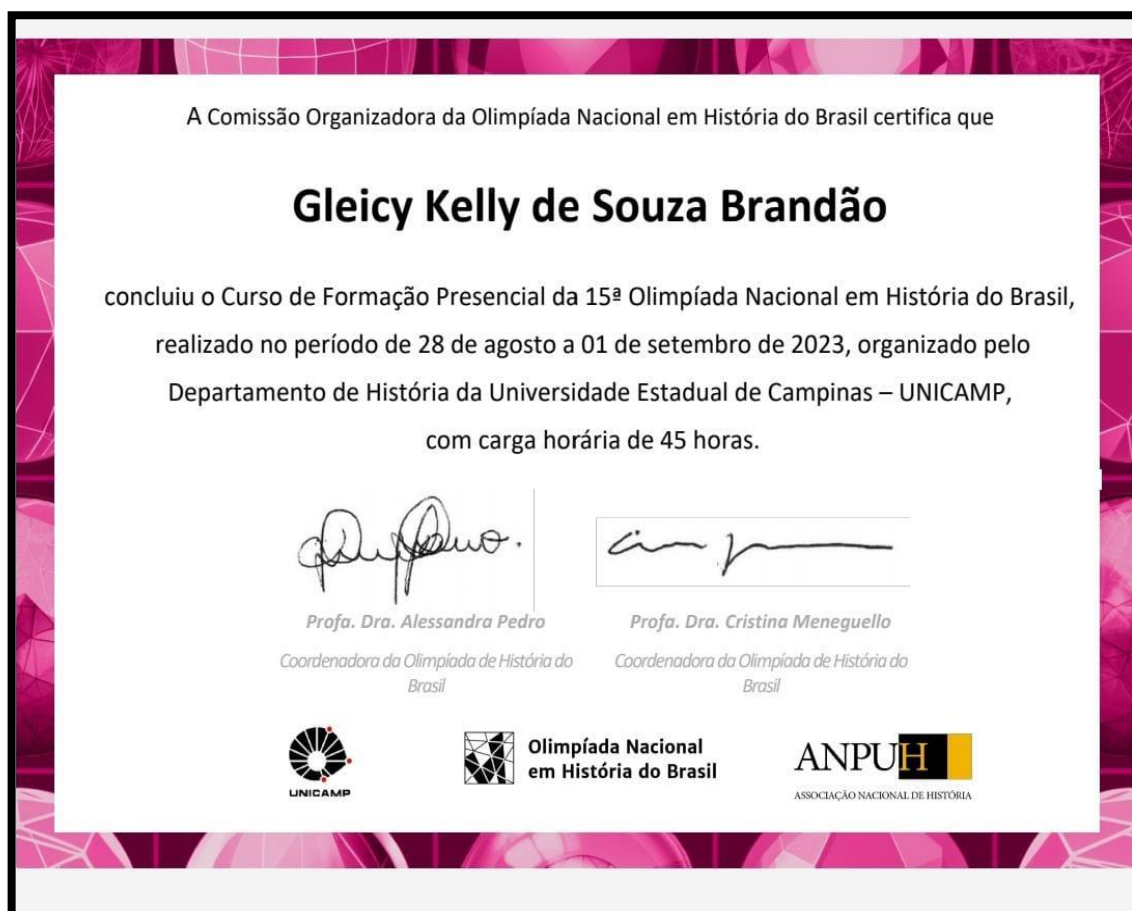 A Comissão Organizadora da Olimpíada Nacional em História do Brasil certifica que
Gleicy Kelly de Souza Brandão
concluiu o Curso de Formação Presencial da 15ª Olimpíada Nacional em História do Brasil,
realizado no período de 28 de agosto a 01 de setembro de 2023, organizado pelo
Departamento de História da Universidade Estadual de Campinas – UNICAMP,
com carga horária de 45 horas.
Profa. Dra. Alessandra Pedro
Coordenadora da Olimpíada de História do
Brasil
Profa. Dra. Cristina Meneguello
Coordenadora da Olimpíada de História do
Brasil
UNICAMP
Olimpíada Nacional
em História do Brasil
ANPUH
ASSOCIAÇÃO NACIONAL DE HISTÓRIA